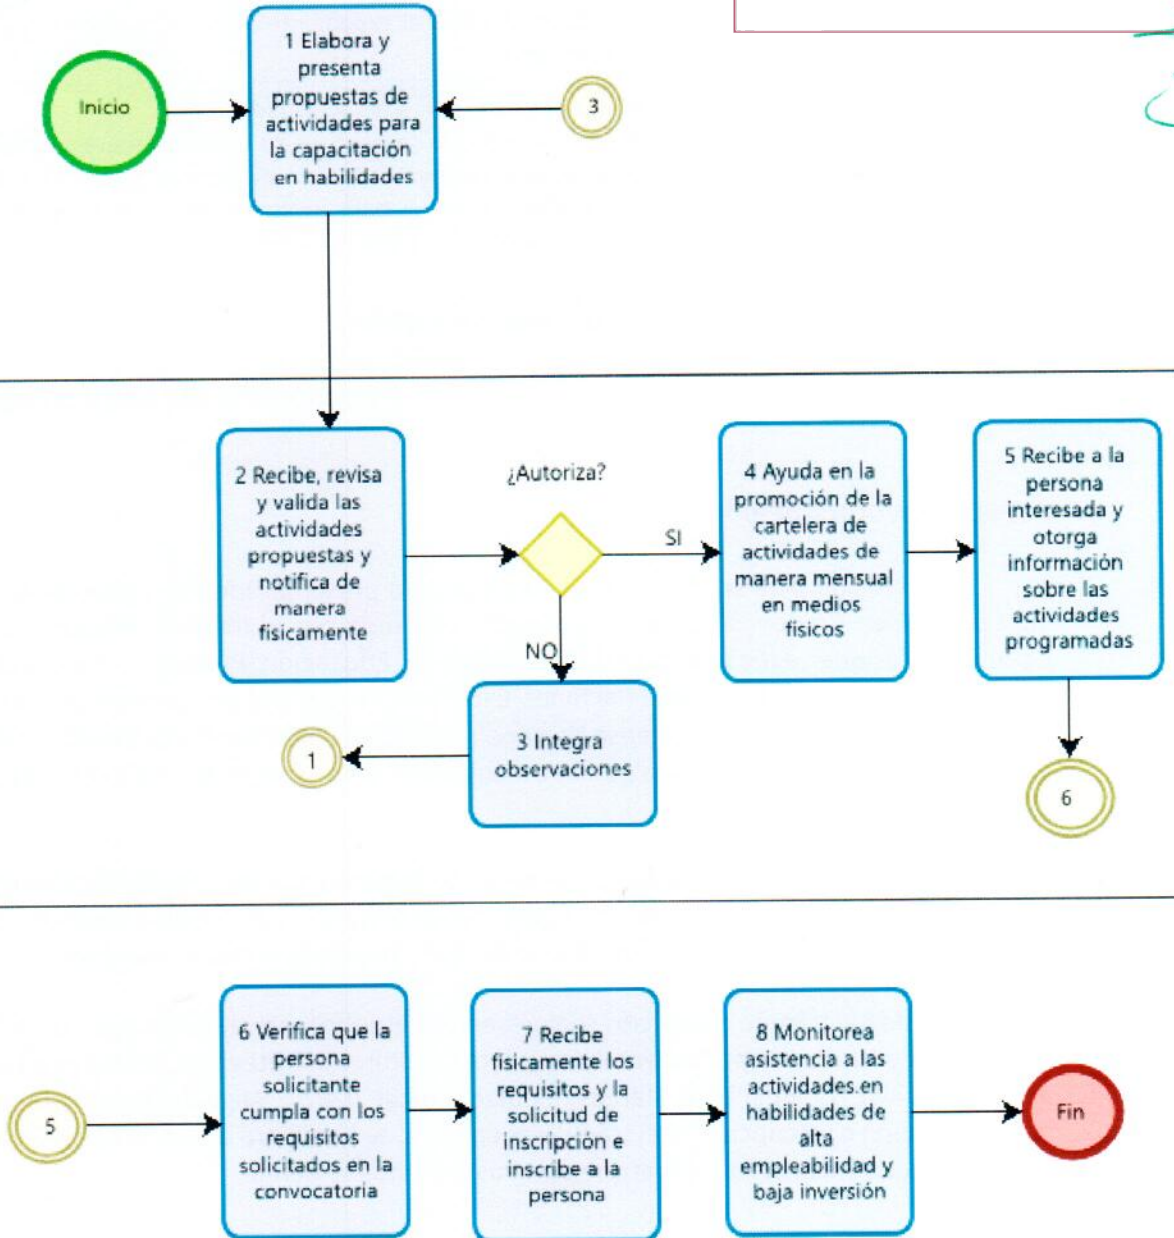 Inicio
1 Elabora y
presenta
propuestas de
actividades para
la capacitación
en habilidades
3
2 Recibe, revisa
y valida las
actividades
propuestas y
notifica de
manera
fisicamente
¿Autoriza?
SI
NO
4 Ayuda en la
promoción de la
cartelera de
actividades de
manera mensual
en medios
físicos
5 Recibe a la
persona
interesada y
otorga
información
sobre las
actividades
programadas
3 Integra
observaciones
1
6
5
6 Verifica que la
persona
solicitante
cumpla con los
requisitos
solicitados en la
convocatoria
7 Recibe
fisicamente los
requisitos y la
solicitud de
inscripción e
inscribe a la
persona
8 Monitorea
asistencia a las
actividades.en
habilidades de
alta
empleabilidad y
baja inversión
Fin